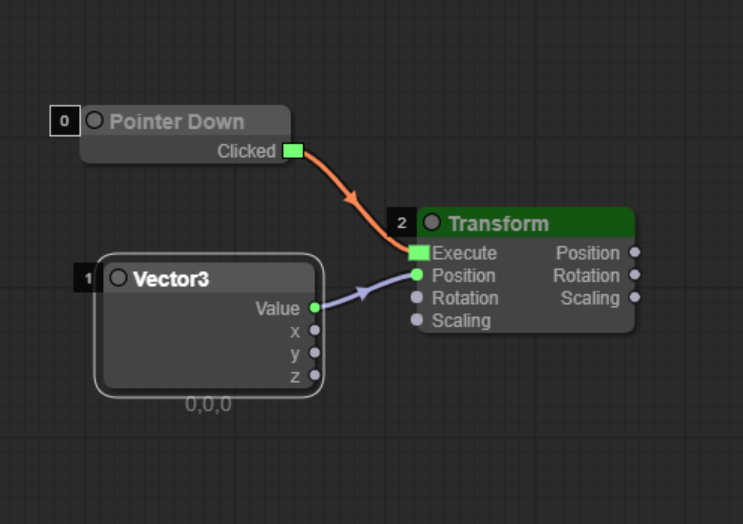 0 Pointer Down
Clicked
2 Transform
Execute Position
Position Rotation
Rotation Scaling
Scaling
1 Vector3
Value
x
y
z
0,0,0